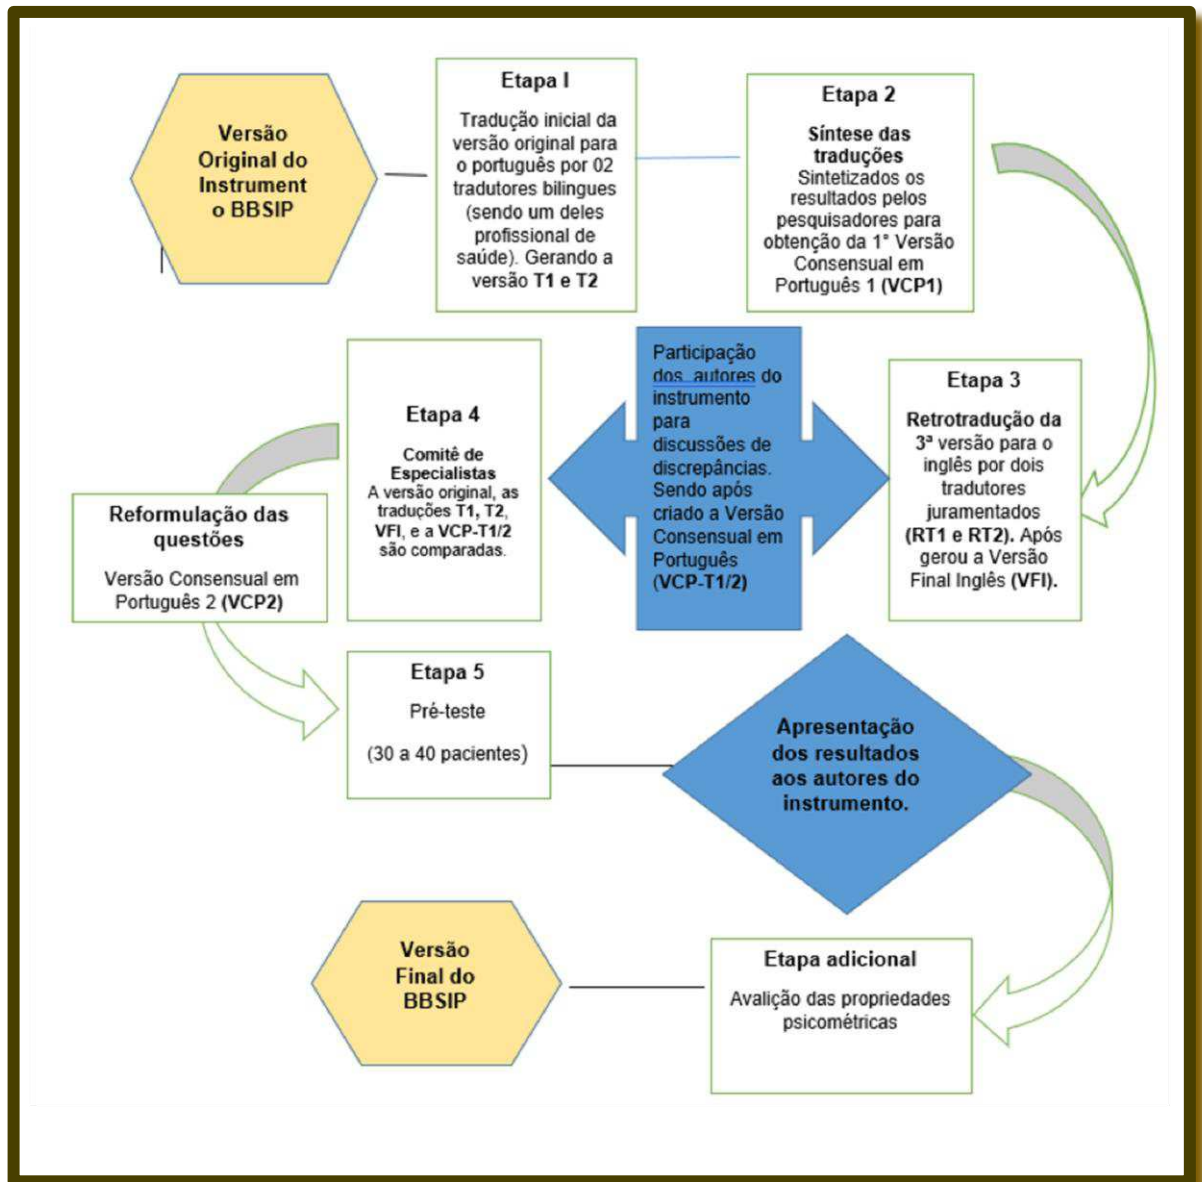 Versão
Original do
Instrument
o BBSIP
Etapa I
Tradução inicial da
versão original para
o português por 02
tradutores bilingues
(sendo um deles
profissional de
saúde). Gerando a
versão T1 e T2
Etapa 2
Síntese das
traduções
Sintetizados os
resultados pelos
pesquisadores para
obtenção da 1° Versão
Consensual em
Português 1 (VCP1)
Etapa 3
Retrotradução da
3ª versão para o
inglês por dois
tradutores
juramentados
(RT1 e RT2). Após
gerou a Versão
Final Inglês (VFI).
Participação
dos autores do
instrumento
para
discussões de
discrepâncias.
Sendo após
criado a Versão
Consensual em
Português
(VCP-T1/2)
Etapa 4
Comitê de
Especialistas
A versão original, as
traduções T1, T2,
VFI, e a VCP-T1/2
são comparadas.
Reformulação das
questões
Versão Consensual em
Português 2 (VCP2)
Etapa 5
Pré-teste
(30 a 40 pacientes)
Apresentação
dos resultados
aos autores do
instrumento.
Etapa adicional
Avalição das propriedades
psicométricas
Versão
Final do
BBSIP